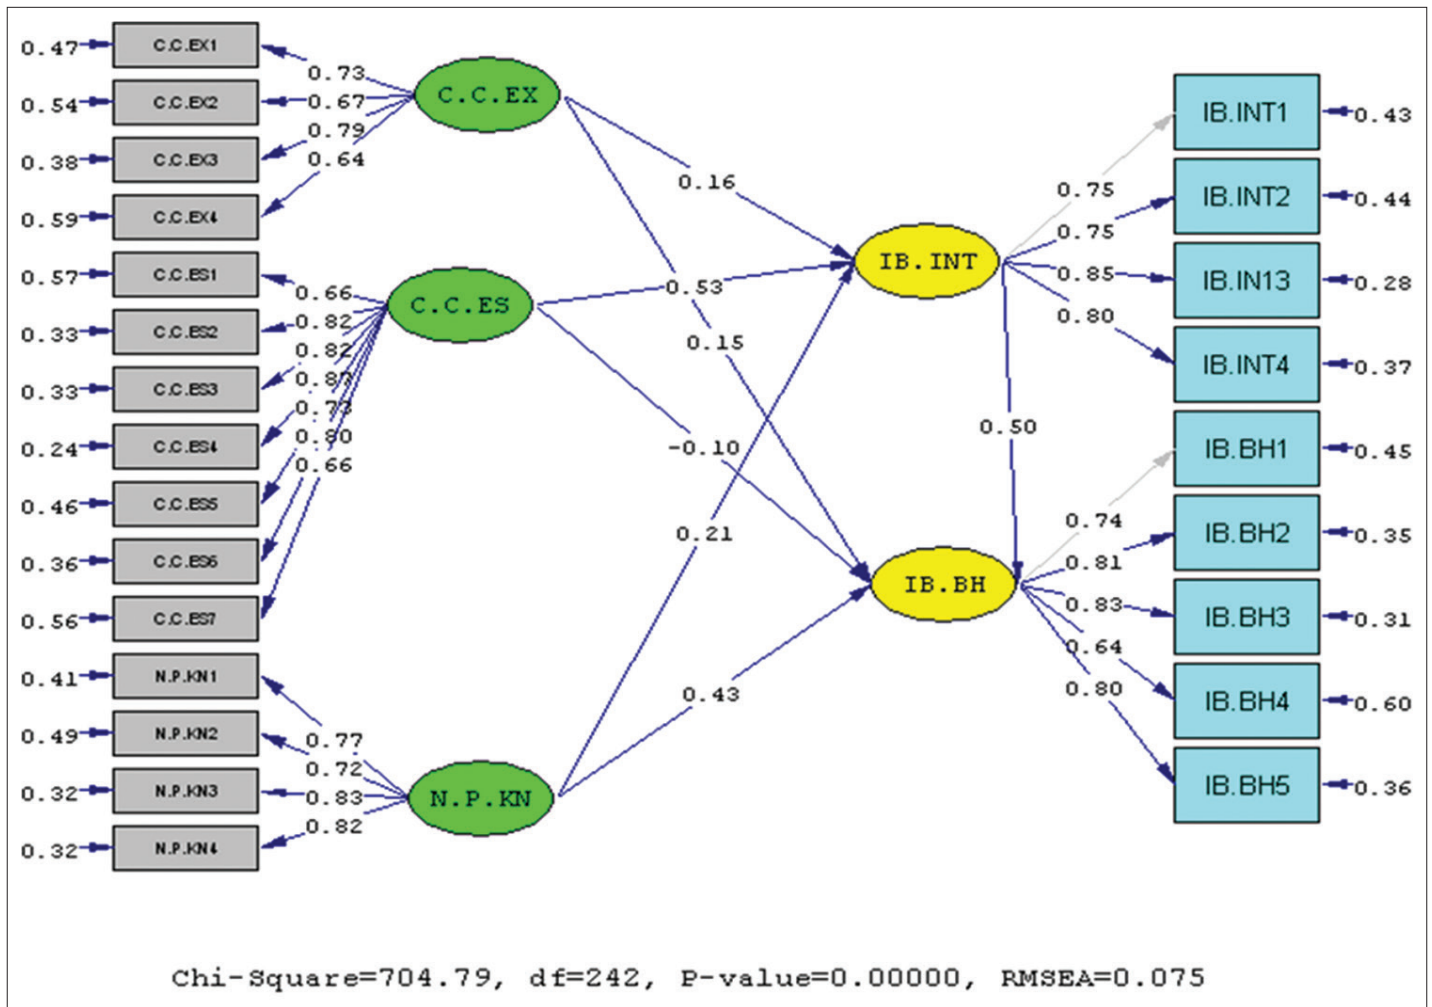 0.47 C.C.EX1
0.54 C.C.EX2
0.38 C.C.EX3
0.59 C.C.EX4
0.57 C.C.ES1
0.33 C.C.ES2
0.33 C.C.ES3
0.24 C.C.ES4
0.46 C.C.ES5
0.36 C.C.ES6
0.56 C.C.ES7
0.41 N.P.KN1
0.49 N.P.KN2
0.32 N.P.KN3
0.32 N.P.KN4
0.73
0.67
0.79
0.64
0.66
0.82
0.82
0.87
0.73
0.80
0.66
0.77
0.72
0.83
0.82
C.C.EX
C.C.ES
N.P.KN
0.16
0.53
0.15
-0.10
0.21
0.43
IB.INT
0.50
IB.BH
0.75
0.75
0.85
0.80
0.74
0.81
0.83
0.64
0.80
IB.INT1 0.43
IB.INT2 0.44
IB.IN13 0.28
IB.INT4 0.37
IB.BH1 0.45
IB.BH2 0.35
IB.BH3 0.31
IB.BH4 0.60
IB.BH5 0.36
Chi-Square=704.79, df=242, P-value=0.00000, RMSEA=0.075